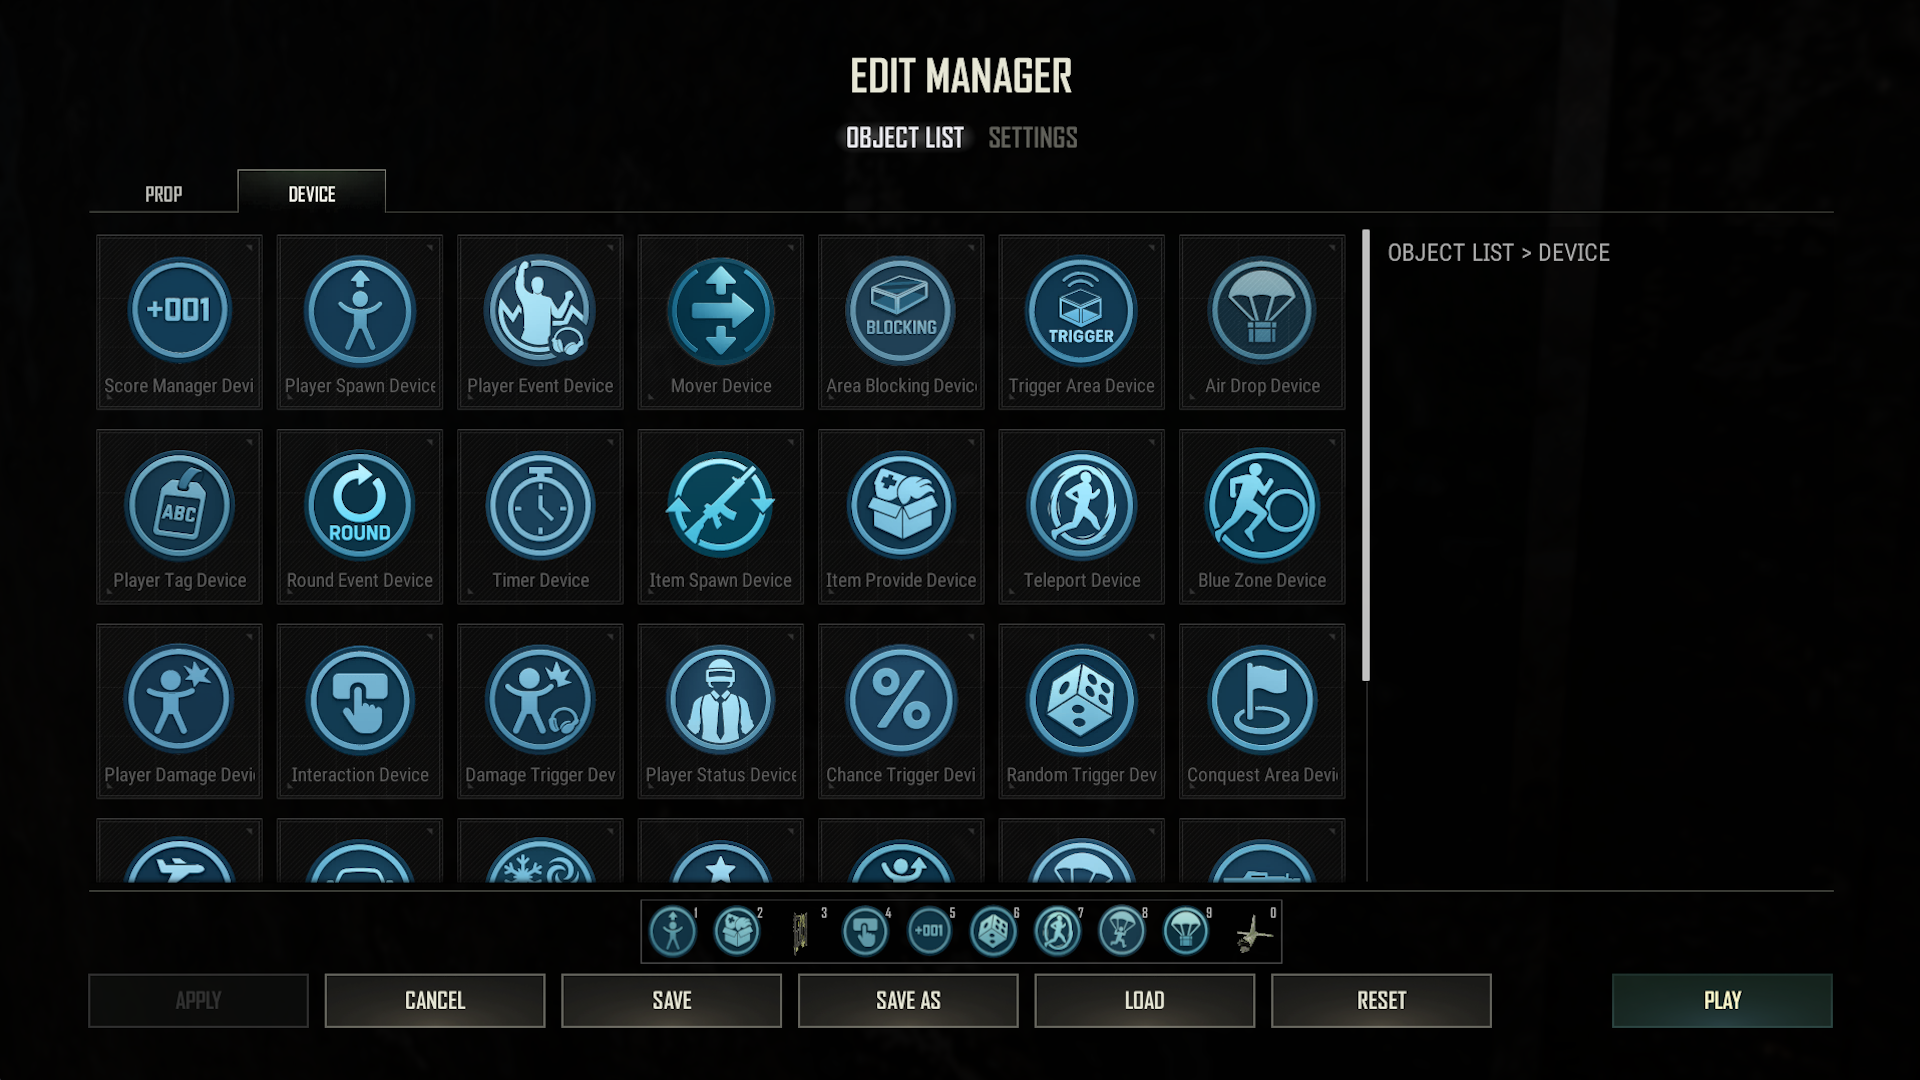 EDIT MANAGER
OBJECT LIST SETTINGS
PROP DEVICE
OBJECT LIST > DEVICE
+001
BLOCKING
TRIGGER
Score Manager Devi
Player Spawn Device
Player Event Device
Mover Device
Area Blocking Devic
Trigger Area Device
Air Drop Device
ABC
ROUND
Player Tag Device
Round Event Device
Timer Device
Item Spawn Device
Item Provide Device
Teleport Device
Blue Zone Device
%
Player Damage Devi
Interaction Device
Damage Trigger Dev
Player Status Device
Chance Trigger Devi
Random Trigger Dev
Conquest Area Devi
1 2 3 4 5 6 7 8 9 0
+001
APPLY CANCEL SAVE SAVE AS LOAD RESET PLAY